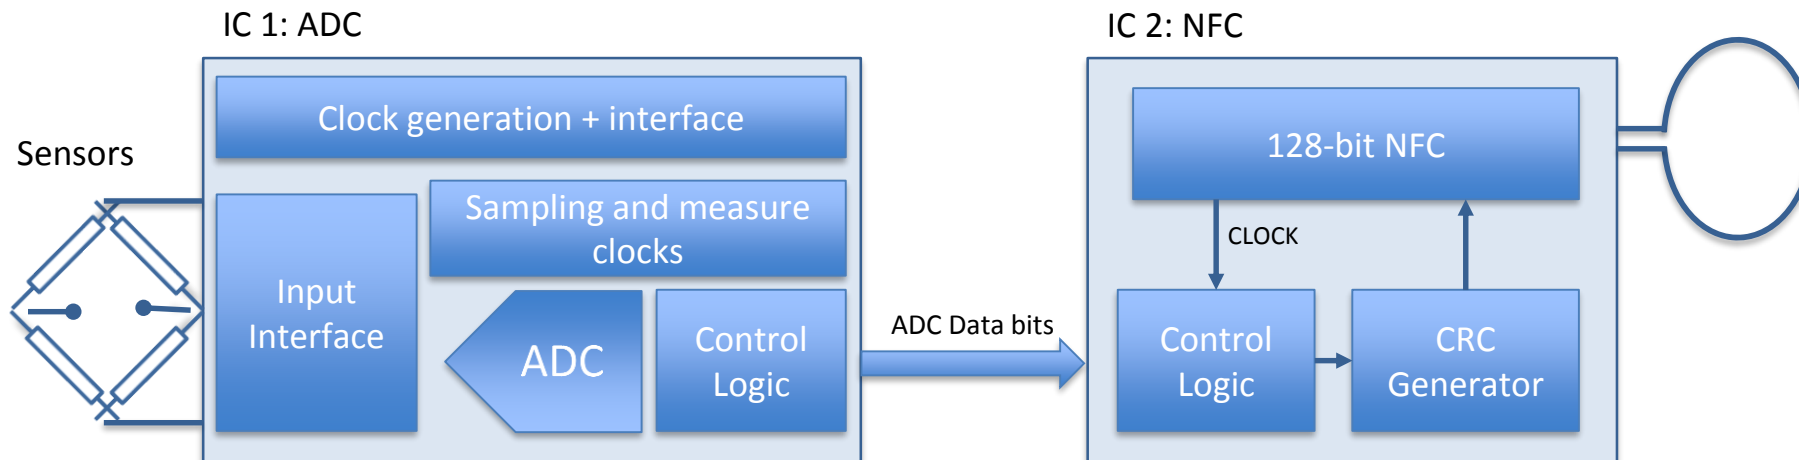 IC 1: ADC
IC 2: NFC
Clock generation + interface
128-bit NFC
Sensors
Sampling and measure
clocks
CLOCK
Input
Interface
ADC
Control
Logic
ADC Data bits
Control
Logic
CRC
Generator